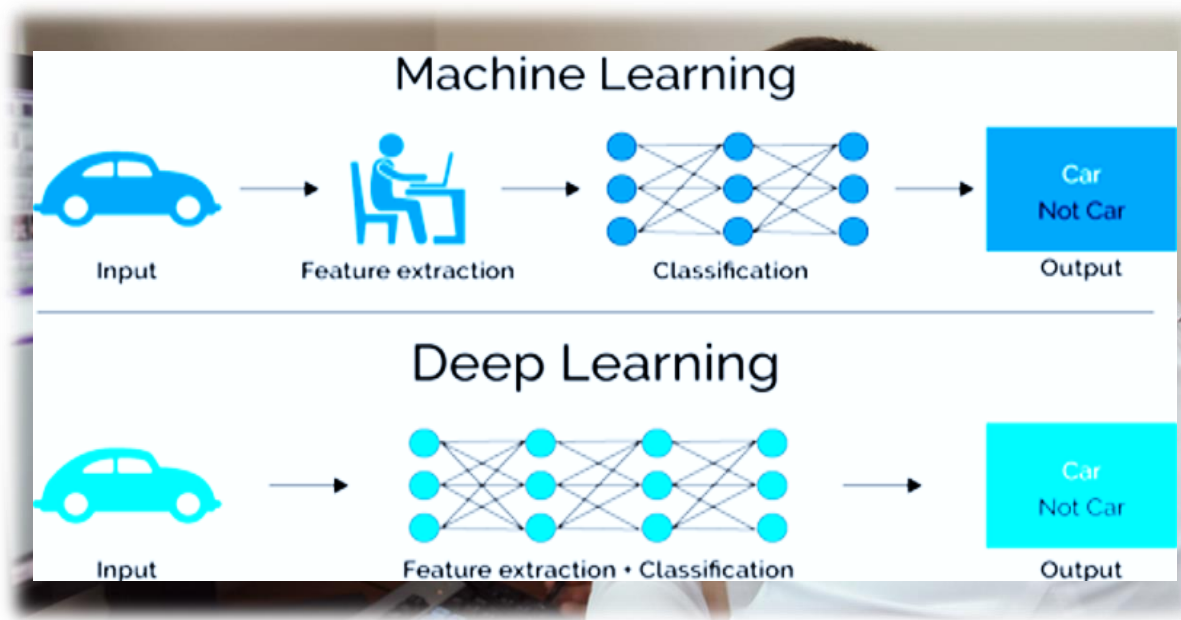 Machine Learning
Car
Not Car
Input
Feature extraction
Classification
Output
Deep Learning
Car
Not Car
Input
Feature extraction + Classification
Output